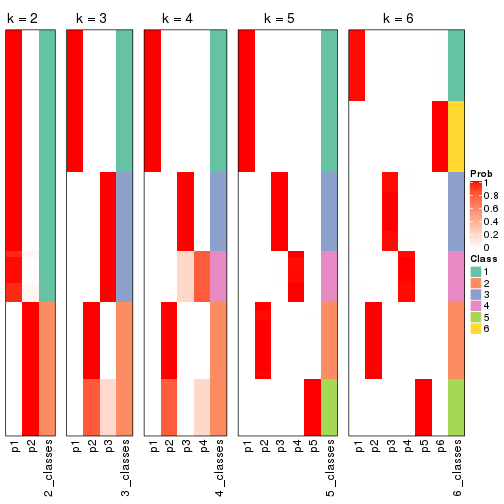 k = 2
k = 3
k = 4
k = 5
k = 6
Prob
1
0.8
0.6
0.4
0.2
0
Class
1
2
3
4
5
6
p1
p2
2_classes
p1
p2
p3
3_classes
p1
p2
p3
p4
4_classes
p1
p2
p3
p4
p5
5_classes
p1
p2
p3
p4
p5
p6
6_classes